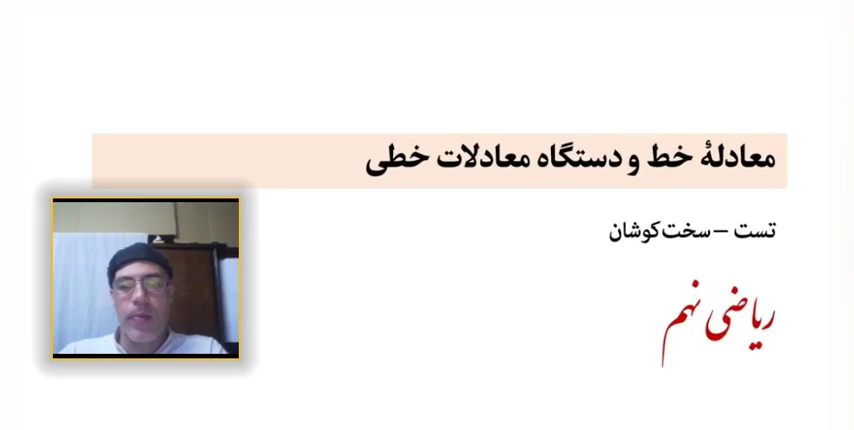 معادلهٔ خط و دستگاه معادلات خطی
تست – سخت‌کوشان
ریاضی نهم